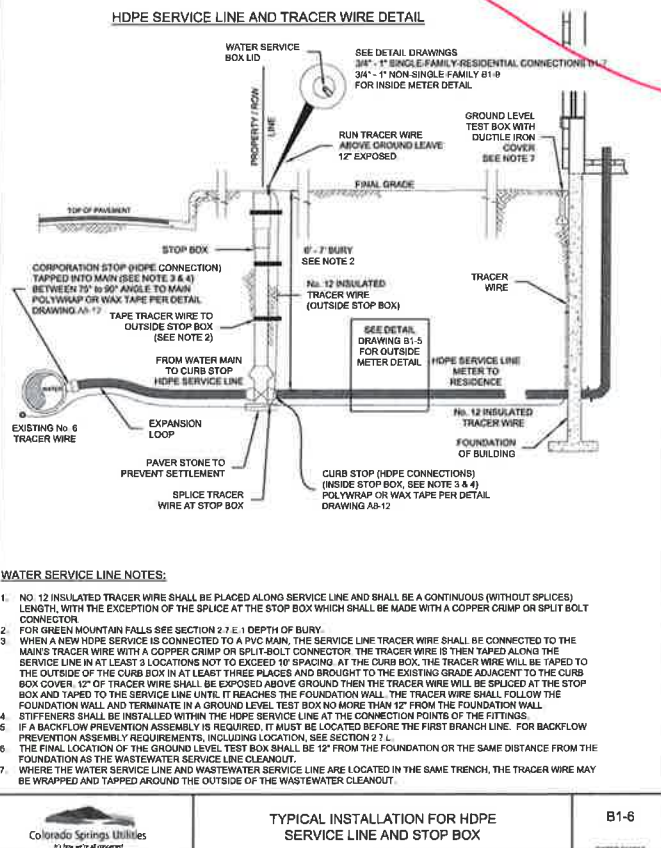 HDPE SERVICE LINE AND TRACER WIRE DETAIL
WATER SERVICE
BOX LID
SEE DETAIL DRAWINGS
3/4" - 1" SINGLE-FAMILY-RESIDENTIAL CONNECTIONS B1-7
3/4" - 1" NON-SINGLE-FAMILY B1-9
FOR INSIDE METER DETAIL
PROPERTY / ROW
LINE
GROUND LEVEL
TEST BOX WITH
DUCTILE IRON
COVER
SEE NOTE 7
RUN TRACER WIRE
ABOVE GROUND LEAVE
12" EXPOSED
FINAL GRADE
TOP OF PAVEMENT
STOP BOX
6' - 7' BURY
SEE NOTE 2
CORPORATION STOP (HDPE CONNECTION)
TAPPED INTO MAIN (SEE NOTE 3 & 4)
BETWEEN 75° to 90° ANGLE TO MAIN
POLYWRAP OR WAX TAPE PER DETAIL
DRAWING A8-12
No. 12 INSULATED
TRACER WIRE
(OUTSIDE STOP BOX)
TRACER
WIRE
TAPE TRACER WIRE TO
OUTSIDE STOP BOX
(SEE NOTE 2)
SEE DETAIL
DRAWING B1-5
FOR OUTSIDE
METER DETAIL
FROM WATER MAIN
TO CURB STOP
HDPE SERVICE LINE
HDPE SERVICE LINE
METER TO
RESIDENCE
WATER
EXISTING No 6
TRACER WIRE
EXPANSION
LOOP
No. 12 INSULATED
TRACER WIRE
FOUNDATION
OF BUILDING
PAVER STONE TO
PREVENT SETTLEMENT
SPLICE TRACER
WIRE AT STOP BOX
CURB STOP (HDPE CONNECTIONS)
(INSIDE STOP BOX, SEE NOTE 3 & 4)
POLYWRAP OR WAX TAPE PER DETAIL
DRAWING A8-12
WATER SERVICE LINE NOTES:
1. NO. 12 INSULATED TRACER WIRE SHALL BE PLACED ALONG SERVICE LINE AND SHALL BE A CONTINUOUS (WITHOUT SPLICES)
LENGTH, WITH THE EXCEPTION OF THE SPLICE AT THE STOP BOX WHICH SHALL BE MADE WITH A COPPER CRIMP OR SPLIT BOLT
CONNECTOR.
2. FOR GREEN MOUNTAIN FALLS SEE SECTION 2.7.E.1 DEPTH OF BURY.
3. WHEN A NEW HDPE SERVICE IS CONNECTED TO A PVC MAIN, THE SERVICE LINE TRACER WIRE SHALL BE CONNECTED TO THE
MAIN'S TRACER WIRE WITH A COPPER CRIMP OR SPLIT-BOLT CONNECTOR. THE TRACER WIRE IS THEN TAPED ALONG THE
SERVICE LINE IN AT LEAST 3 LOCATIONS NOT TO EXCEED 10' SPACING. AT THE CURB BOX, THE TRACER WIRE WILL BE TAPED TO
THE OUTSIDE OF THE CURB BOX IN AT LEAST THREE PLACES AND BROUGHT TO THE EXISTING GRADE ADJACENT TO THE CURB
BOX COVER. 12" OF TRACER WIRE SHALL BE EXPOSED ABOVE GROUND THEN THE TRACER WIRE WILL BE SPLICED AT THE STOP
BOX AND TAPED TO THE SERVICE LINE UNTIL IT REACHES THE FOUNDATION WALL. THE TRACER SHALL FOLLOW THE
FOUNDATION WALL AND TERMINATE IN A GROUND LEVEL TEST BOX NO MORE THAN 12" FROM THE FOUNDATION WALL
4. STIFFENERS SHALL BE INSTALLED WITHIN THE HDPE SERVICE LINE AT THE CONNECTION POINTS OF THE FITTINGS.
5. IF A BACKFLOW PREVENTION ASSEMBLY IS REQUIRED, IT MUST BE LOCATED BEFORE THE FIRST BRANCH LINE. FOR BACKFLOW
PREVENTION ASSEMBLY REQUIREMENTS, INCLUDING LOCATION, SEE SECTION 2.7.L.
6. THE FINAL LOCATION OF THE GROUND LEVEL TEST BOX SHALL BE 12" FROM THE FOUNDATION OR THE SAME DISTANCE FROM THE
FOUNDATION AS THE WASTEWATER SERVICE LINE CLEANOUT.
7. WHERE THE WATER SERVICE LINE AND WASTEWATER SERVICE LINE ARE LOCATED IN THE SAME TRENCH, THE TRACER WIRE MAY
BE WRAPPED AND TAPPED AROUND THE OUTSIDE OF THE WASTEWATER CLEANOUT.
Colorado Springs Utilities
It's how we're all connected
TYPICAL INSTALLATION FOR HDPE
SERVICE LINE AND STOP BOX
B1-6